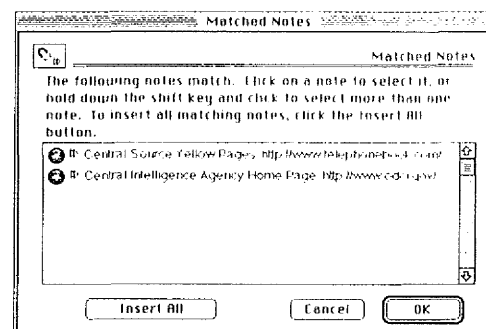 Matched Notes
Matched Notes
The following notes match. Click on a note to select it, or
hold down the shift key and click to select more than one
note. To insert all matching notes, click the Insert All
button.
Central Source Yellow Pages http://www.telephonebook.com/
Central Intelligence Agency Home Page http://www.odci.gov/
Insert All
Cancel
OK